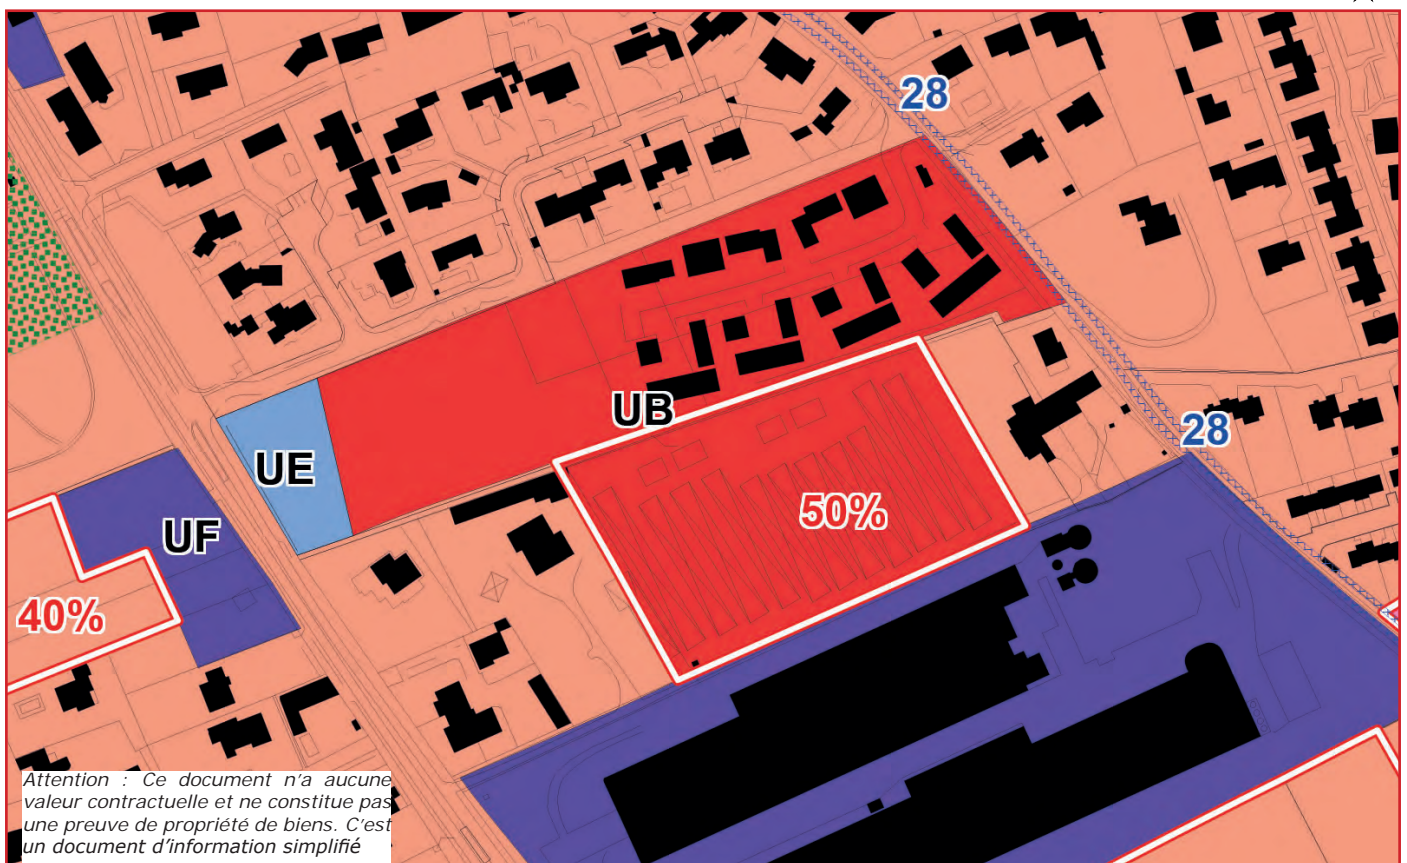 28
28
UB
UE
50%
UF
40%
Attention : Ce document n'a aucune
valeur contractuelle et ne constitue pas
une preuve de propriété de biens. C'est
un document d'information simplifié